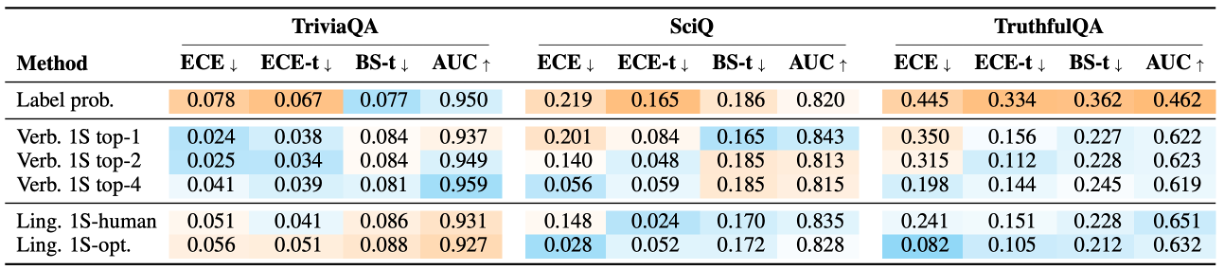 TriviaQA SciQ TruthfulQA
Method ECE ↓ ECE-t ↓ BS-t ↓ AUC ↑ ECE ↓ ECE-t ↓ BS-t ↓ AUC ↑ ECE ↓ ECE-t ↓ BS-t ↓ AUC ↑
Label prob. 0.078 0.067 0.077 0.950 0.219 0.165 0.186 0.820 0.445 0.334 0.362 0.462
Verb. 1S top-1 0.024 0.038 0.084 0.937 0.201 0.084 0.165 0.843 0.350 0.156 0.227 0.622
Verb. 1S top-2 0.025 0.034 0.084 0.949 0.140 0.048 0.185 0.813 0.315 0.112 0.228 0.623
Verb. 1S top-4 0.041 0.039 0.081 0.959 0.056 0.059 0.185 0.815 0.198 0.144 0.245 0.619
Ling. 1S-human 0.051 0.041 0.086 0.931 0.148 0.024 0.170 0.835 0.241 0.151 0.228 0.651
Ling. 1S-opt. 0.056 0.051 0.088 0.927 0.028 0.052 0.172 0.828 0.082 0.105 0.212 0.632